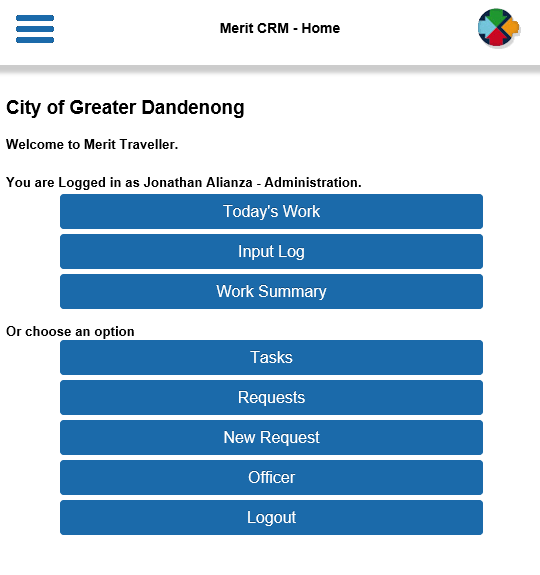 Merit CRM - Home
City of Greater Dandenong
Welcome to Merit Traveller.
You are Logged in as Jonathan Alianza - Administration.
Today's Work
Input Log
Work Summary
Or choose an option
Tasks
Requests
New Request
Officer
Logout